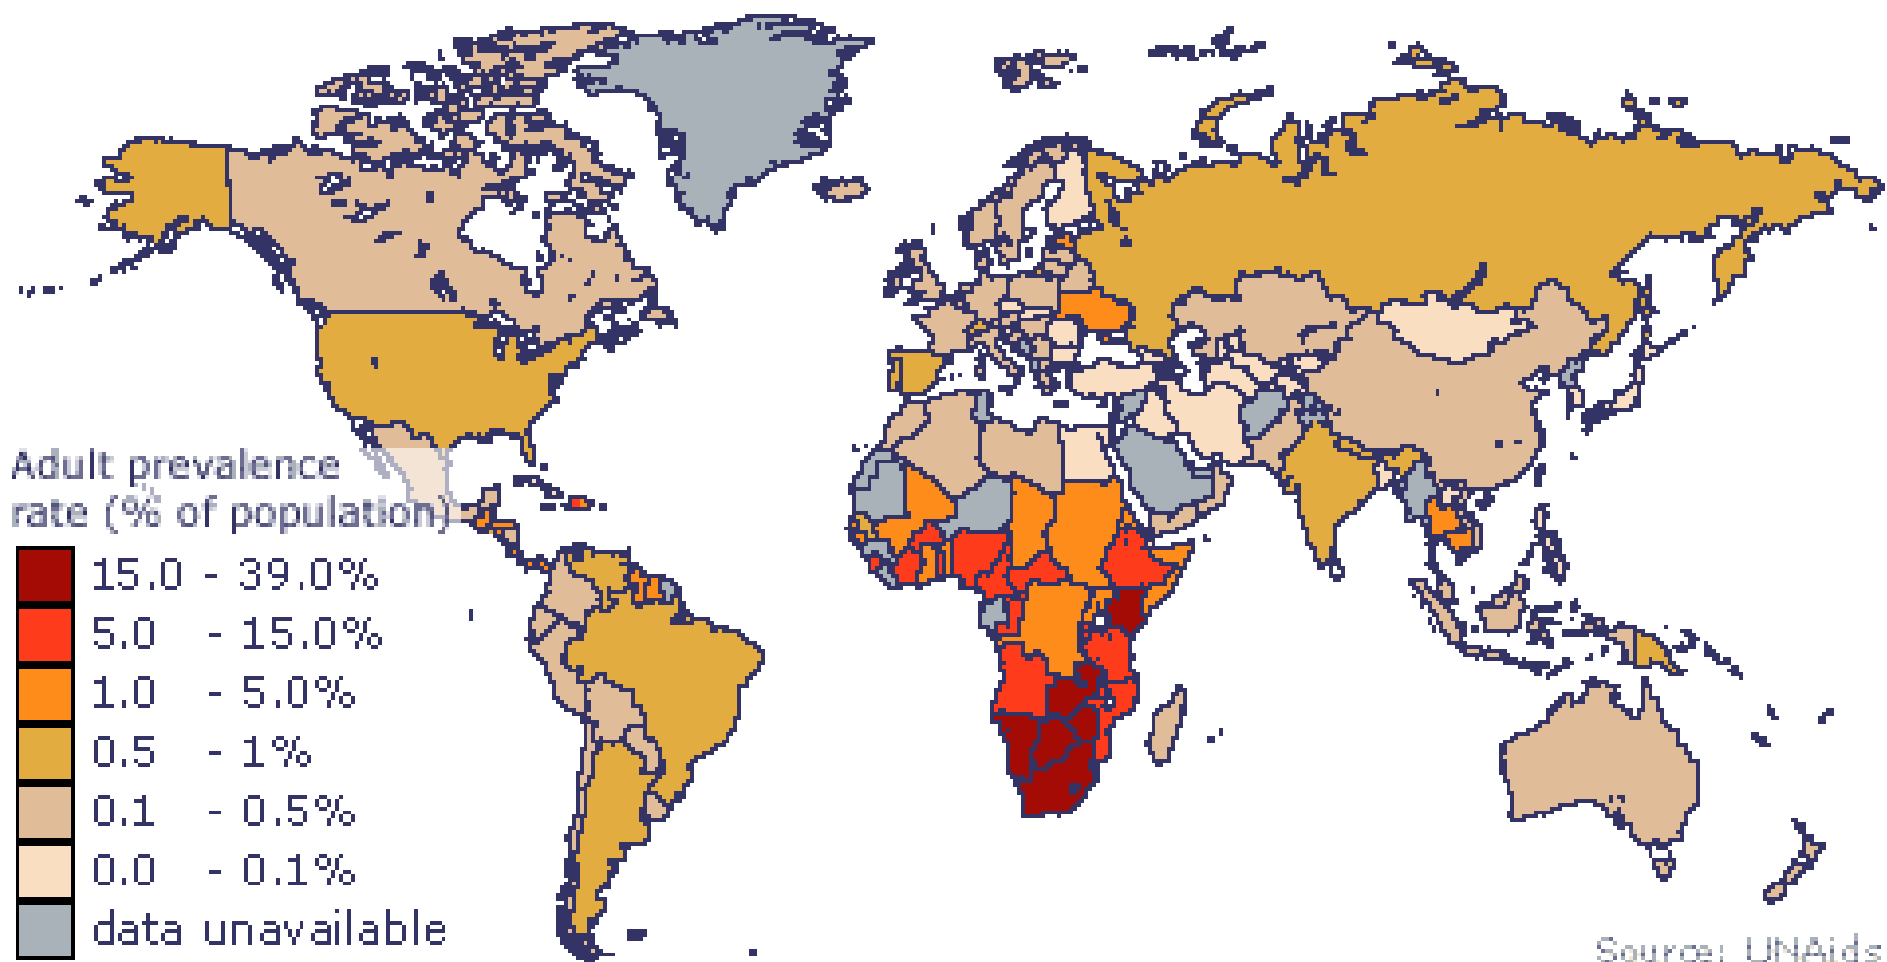 Adult prevalence
rate (% of population)
15.0 - 39.0%
5.0 - 15.0%
1.0 - 5.0%
0.5 - 1%
0.1 - 0.5%
0.0 - 0.1%
data unavailable
Source: UNAids